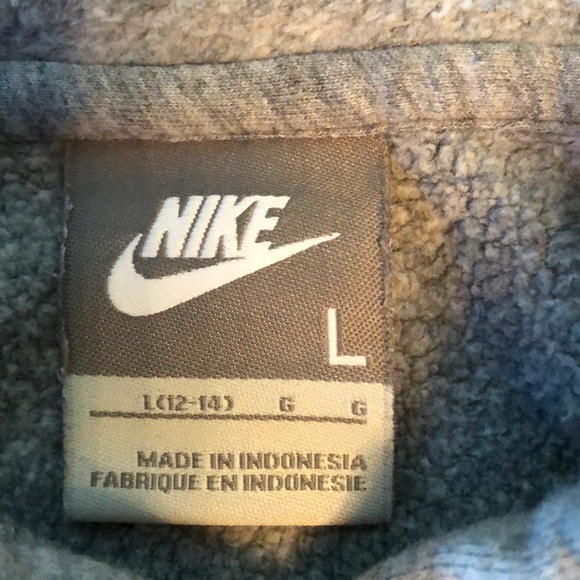 NIKE
L
L(12-14) G G
MADE IN INDONESIA
FABRIQUE EN INDONESIE